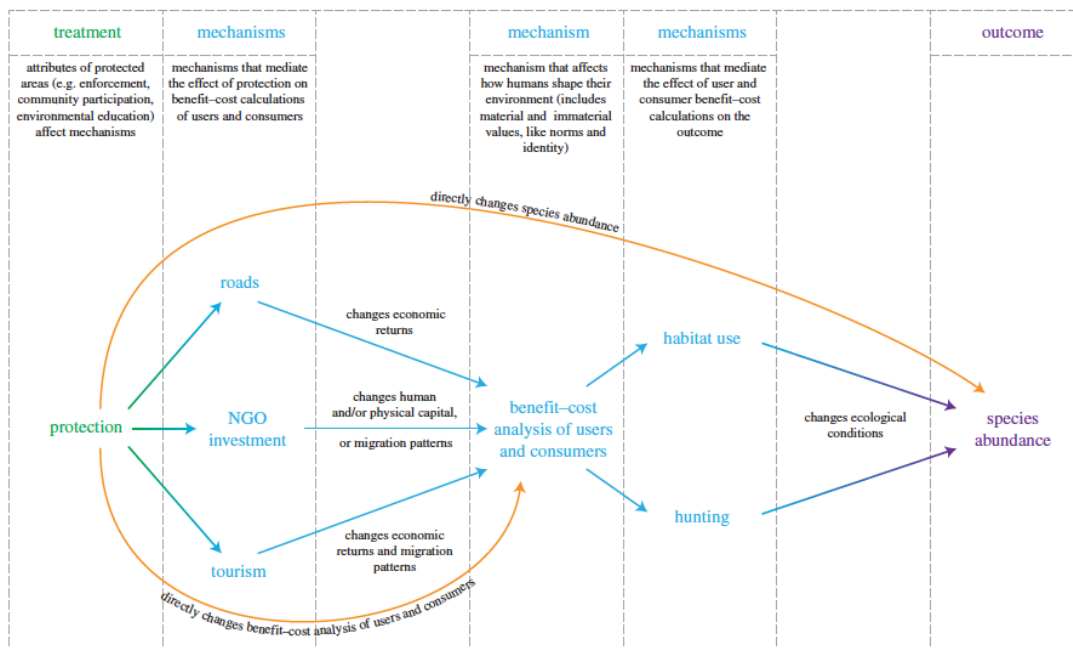 treatment
mechanisms
mechanism
mechanisms
outcome
attributes of protected
areas (e.g. enforcement,
community participation,
environmental education)
affect mechanisms
mechanisms that mediate
the effect of protection on
benefit–cost calculations
of users and consumers
mechanism that affects
how humans shape their
environment (includes
material and immaterial
values, like norms and
identity)
mechanisms that mediate
the effect of user and
consumer benefit–cost
calculations on the
outcome
directly changes species abundance
roads
changes economic
returns
habitat use
protection
NGO
investment
changes human
and/or physical capital,
or migration patterns
benefit–cost
analysis of users
and consumers
changes ecological
conditions
species
abundance
hunting
tourism
changes economic
returns and migration
patterns
directly changes benefit–cost analysis of users and consumers